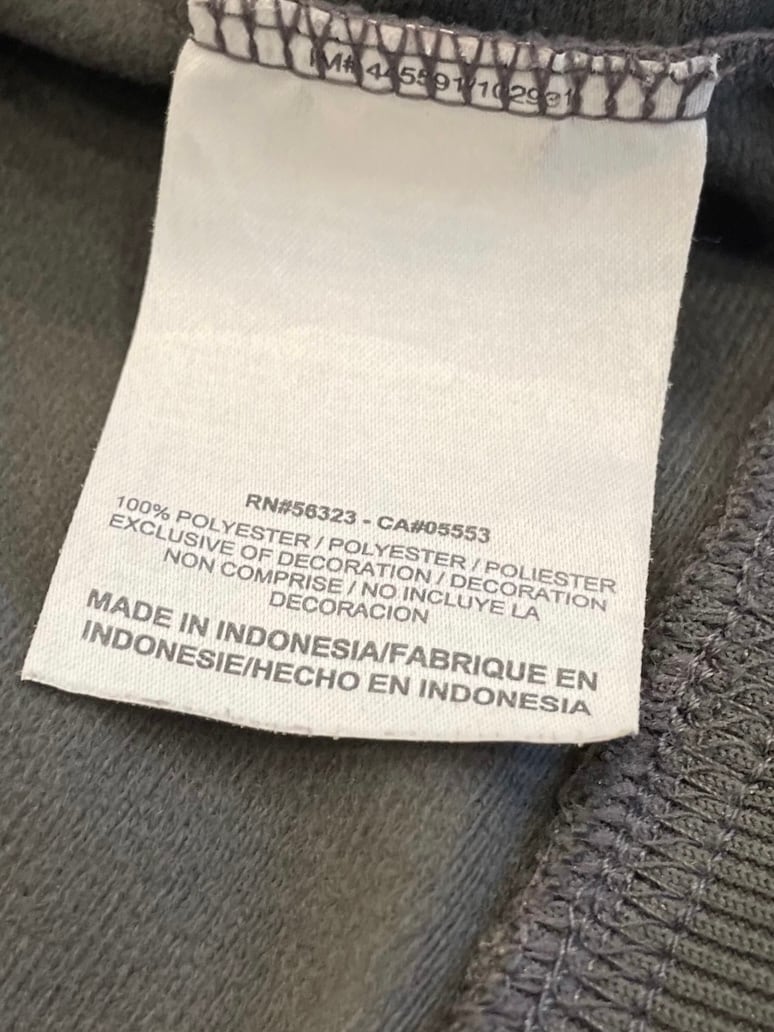 RN#56323 - CA#05553
100% POLYESTER / POLYESTER / POLIESTER
EXCLUSIVE OF DECORATION / DECORATION
NON COMPRISE / NO INCLUYE LA
DECORACION
MADE IN INDONESIA/FABRIQUE EN
INDONESIE/HECHO EN INDONESIA